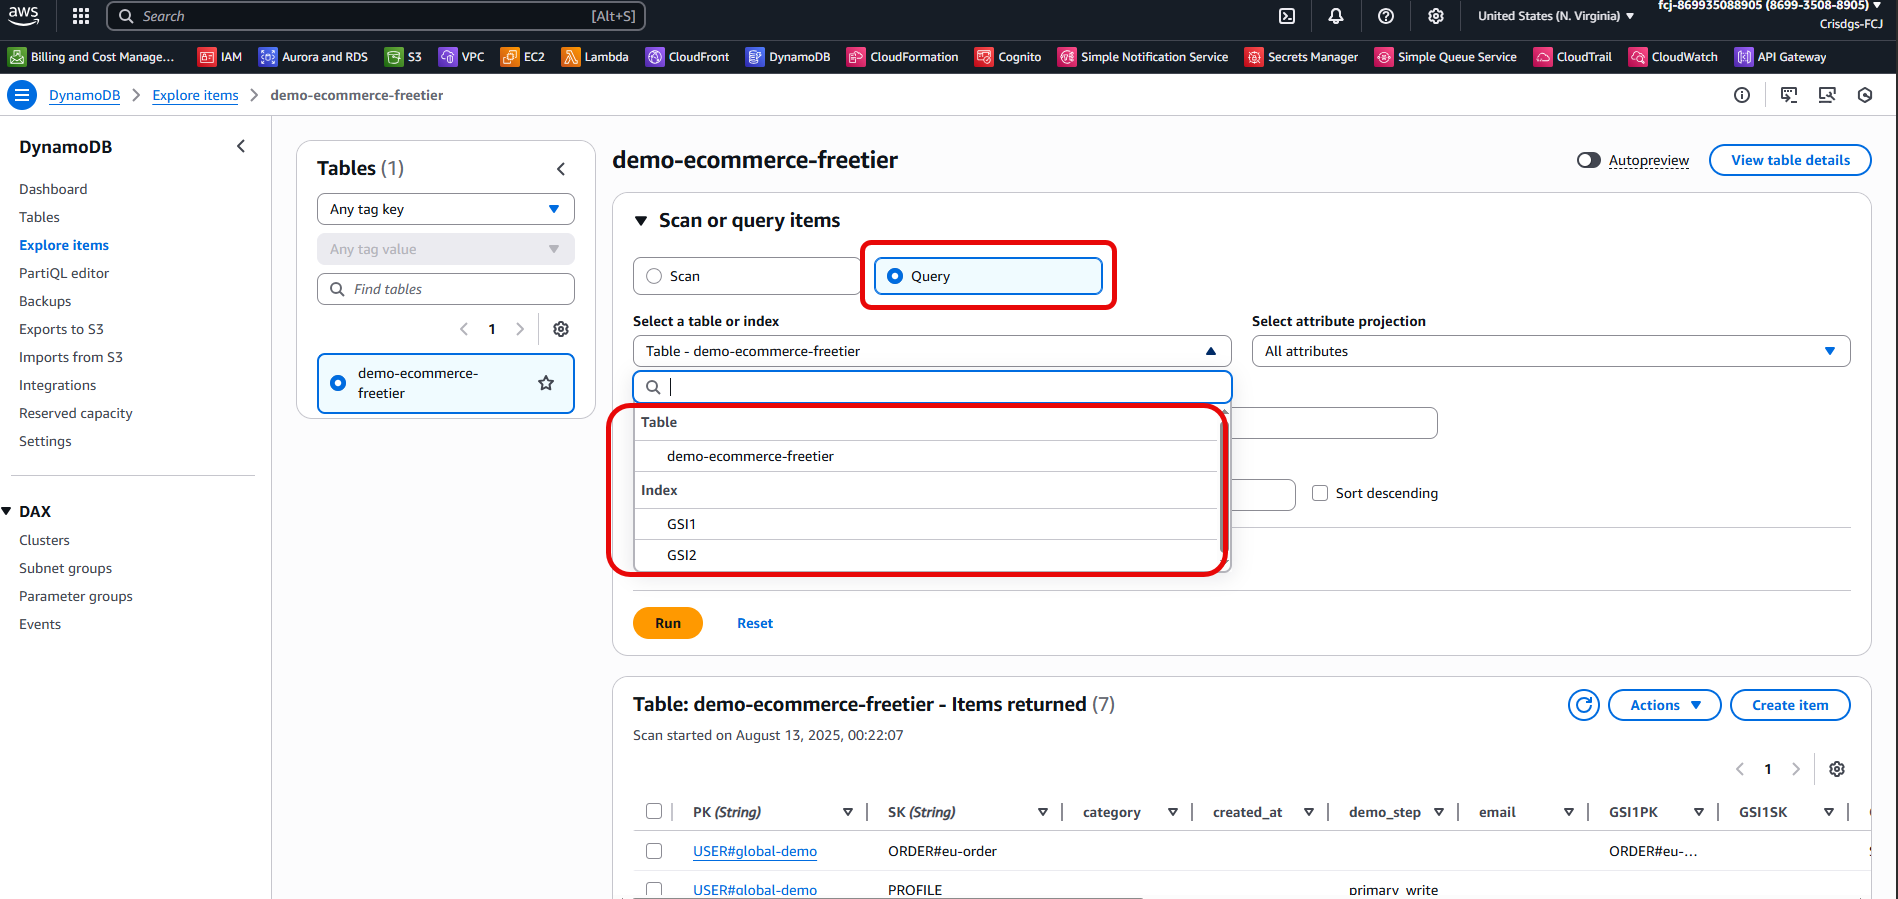 aws
Search
[Alt+S]
United States (N. Virginia)
fcj-869935088905 (8699-3508-8905)
Crisdgs-FCJ
Billing and Cost Manage...
IAM
Aurora and RDS
S3
VPC
EC2
Lambda
CloudFront
DynamoDB
CloudFormation
Cognito
Simple Notification Service
Secrets Manager
Simple Queue Service
CloudTrail
CloudWatch
API Gateway
DynamoDB
Explore items
demo-ecommerce-freetier
DynamoDB
Dashboard
Tables
Explore items
PartiQL editor
Backups
Exports to S3
Imports from S3
Integrations
Reserved capacity
Settings
DAX
Clusters
Subnet groups
Parameter groups
Events
Tables (1)
Any tag key
Any tag value
Find tables
1
demo-ecommerce-
freetier
demo-ecommerce-freetier
Autopreview
View table details
Scan or query items
Scan
Query
Select a table or index
Table - demo-ecommerce-freetier
Select attribute projection
All attributes
Table
demo-ecommerce-freetier
Index
GSI1
GSI2
Sort descending
Run
Reset
Table: demo-ecommerce-freetier - Items returned (7)
Scan started on August 13, 2025, 00:22:07
Actions
Create item
1
PK (String)
SK (String)
category
created_at
demo_step
email
GSI1PK
GSI1SK
USER#global-demo
ORDER#eu-order
ORDER#eu-...
USER#global-demo
PROFILE
primary_write